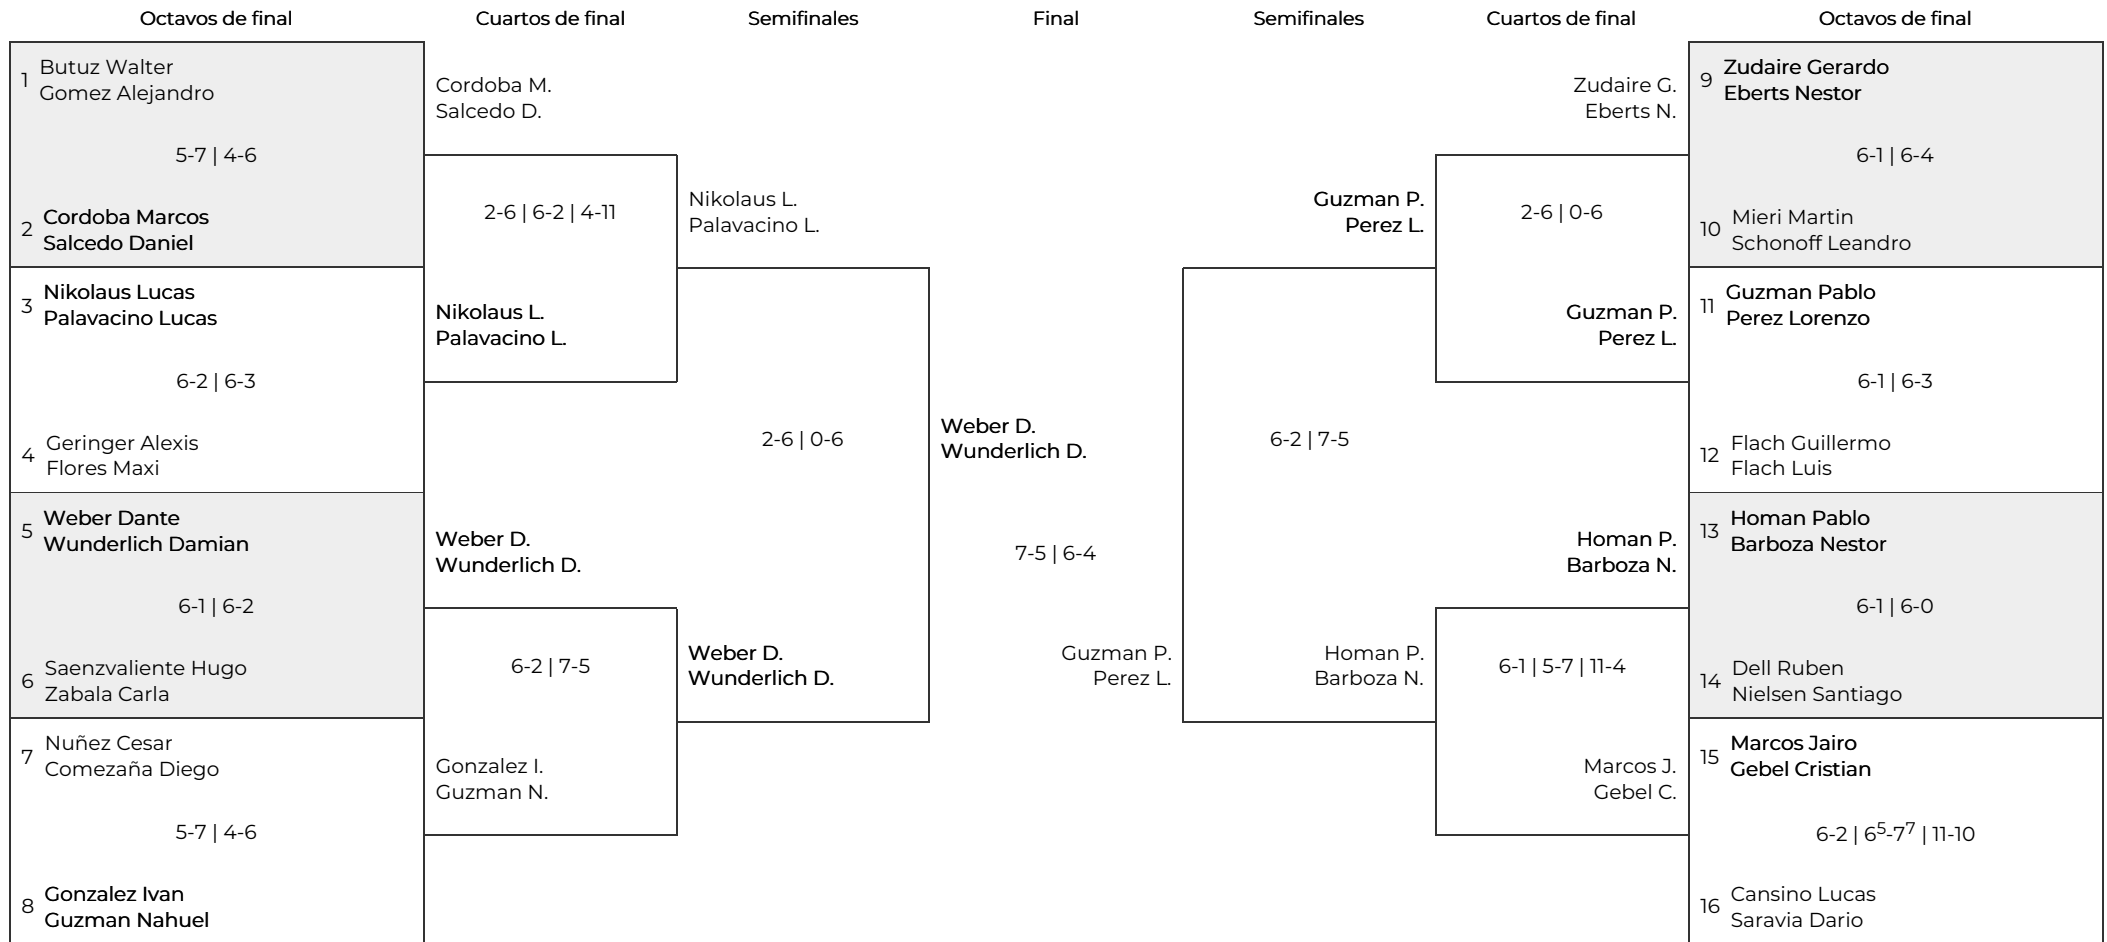 Octavos de final
Cuartos de final
Semifinales
Final
Semifinales
Cuartos de final
Octavos de final
1
Butuz Walter
Gomez Alejandro
5-7 | 4-6
2
Cordoba Marcos
Salcedo Daniel
3
Nikolaus Lucas
Palavacino Lucas
6-2 | 6-3
4
Geringer Alexis
Flores Maxi
5
Weber Dante
Wunderlich Damian
6-1 | 6-2
6
Saenzvaliente Hugo
Zabala Carla
7
Nuñez Cesar
Comezaña Diego
5-7 | 4-6
8
Gonzalez Ivan
Guzman Nahuel
Cordoba M.
Salcedo D.
2-6 | 6-2 | 4-11
Nikolaus L.
Palavacino L.
Weber D.
Wunderlich D.
6-2 | 7-5
Gonzalez I.
Guzman N.
Nikolaus L.
Palavacino L.
2-6 | 0-6
Weber D.
Wunderlich D.
Weber D.
Wunderlich D.
7-5 | 6-4
Guzman P.
Perez L.
Guzman P.
Perez L.
6-2 | 7-5
Homan P.
Barboza N.
Zudaire G.
Eberts N.
2-6 | 0-6
Guzman P.
Perez L.
Homan P.
Barboza N.
6-1 | 5-7 | 11-4
Marcos J.
Gebel C.
9
Zudaire Gerardo
Eberts Nestor
6-1 | 6-4
10
Mieri Martin
Schonoff Leandro
11
Guzman Pablo
Perez Lorenzo
6-1 | 6-3
12
Flach Guillermo
Flach Luis
13
Homan Pablo
Barboza Nestor
6-1 | 6-0
14
Dell Ruben
Nielsen Santiago
15
Marcos Jairo
Gebel Cristian
6-2 | 6⁵-7⁷ | 11-10
16
Cansino Lucas
Saravia Dario